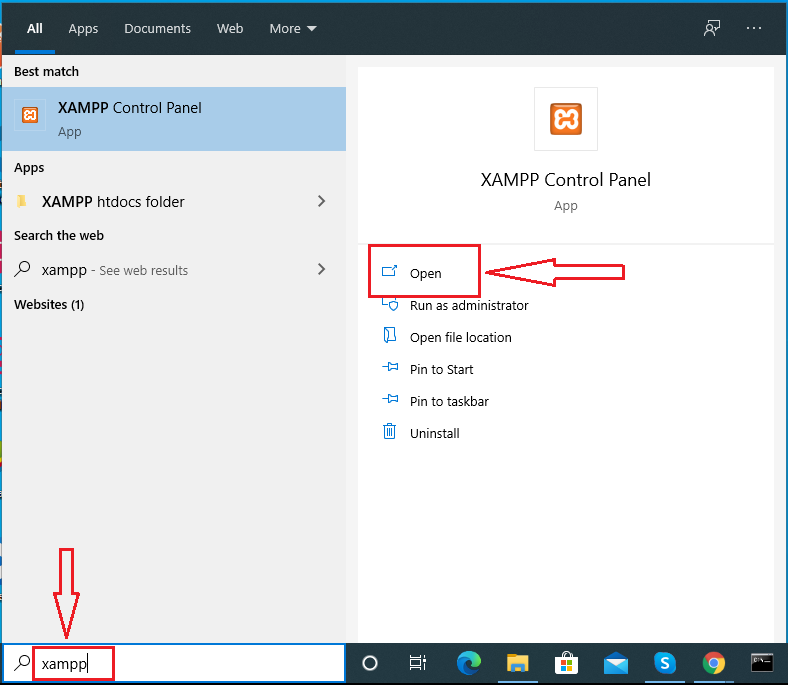 All Apps Documents Web More
Best match
XAMPP Control Panel
App
Apps
XAMPP htdocs folder
Search the web
xampp - See web results
Websites (1)
XAMPP Control Panel
App
Open
Run as administrator
Open file location
Pin to Start
Pin to taskbar
Uninstall
xampp